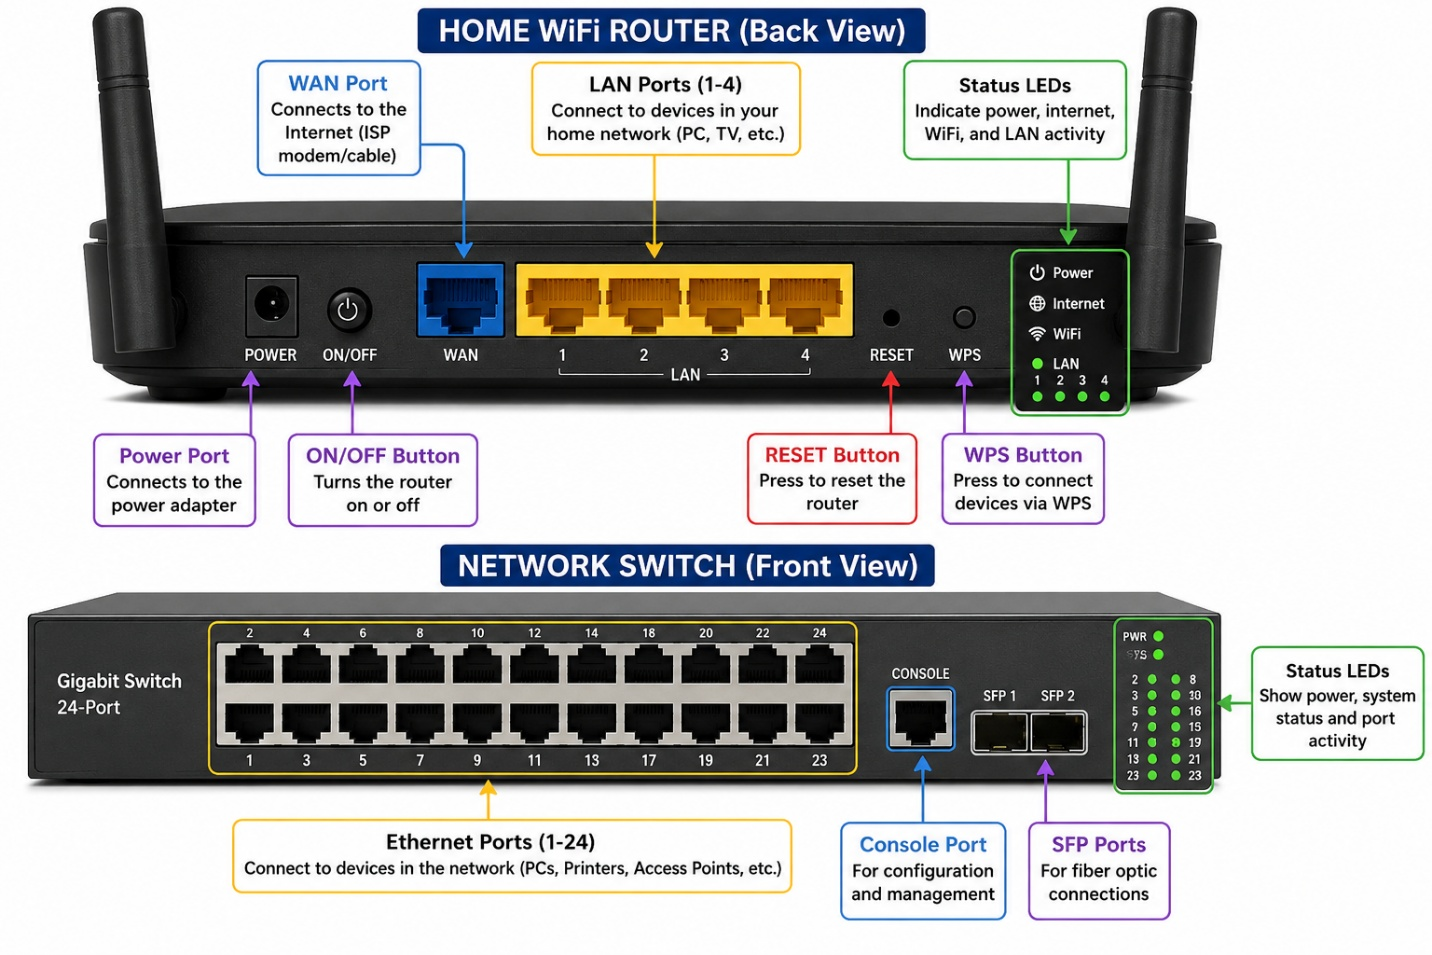 HOME WiFi ROUTER (Back View)
WAN Port
Connects to the
Internet (ISP
modem/cable)
LAN Ports (1-4)
Connect to devices in your
home network (PC, TV, etc.)
Status LEDs
Indicate power, internet,
WiFi, and LAN activity
POWER
ON/OFF
WAN
1 2 3 4
LAN
RESET
WPS
Power
Internet
WiFi
LAN
1 2 3 4
Power Port
Connects to the
power adapter
ON/OFF Button
Turns the router
on or off
RESET Button
Press to reset the
router
WPS Button
Press to connect
devices via WPS
NETWORK SWITCH (Front View)
Gigabit Switch
24-Port
2 4 6 8 10 12 14 18 20 22 24
1 3 5 7 9 11 13 17 19 21 23
CONSOLE
SFP 1 SFP 2
PWR
SYS
2 8
3 10
5 16
7 15
11 19
13 21
23 23
Status LEDs
Show power, system
status and port
activity
Ethernet Ports (1-24)
Connect to devices in the network (PCs, Printers, Access Points, etc.)
Console Port
For configuration
and management
SFP Ports
For fiber optic
connections